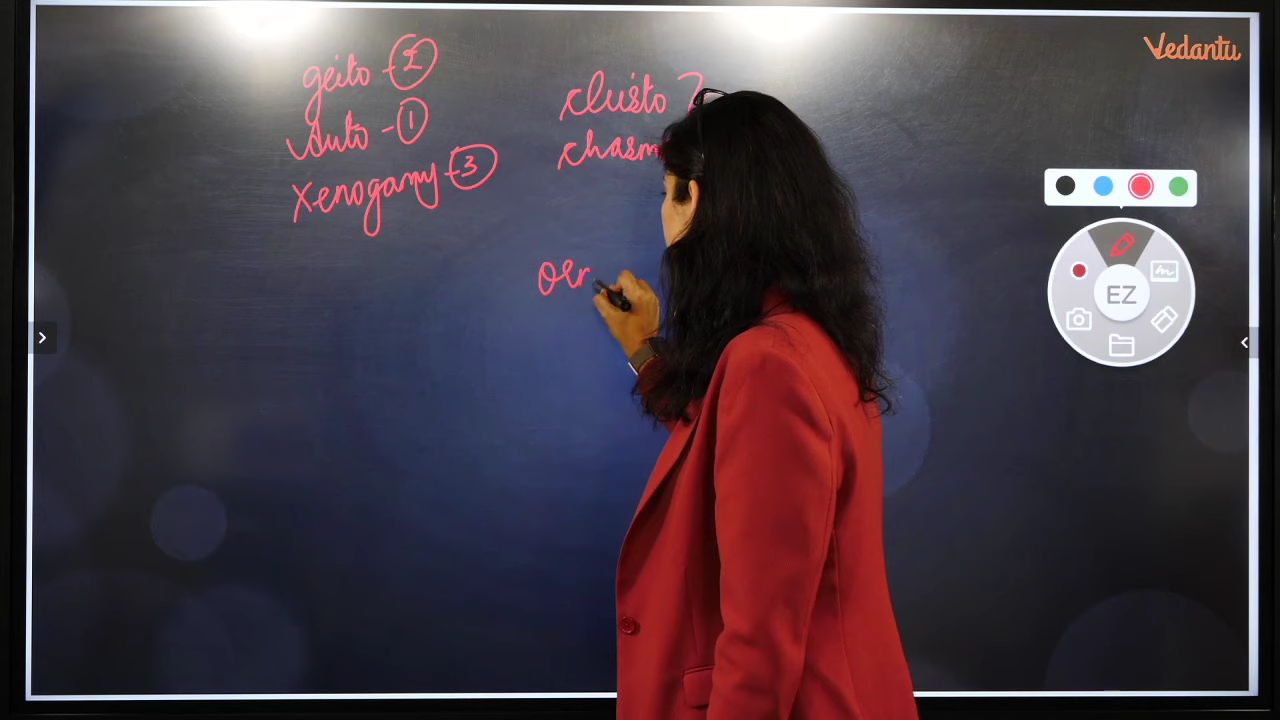 geito - 2
Auto - 1
Xenogamy - 3
cleisto
chasm
Vedantu
EZ